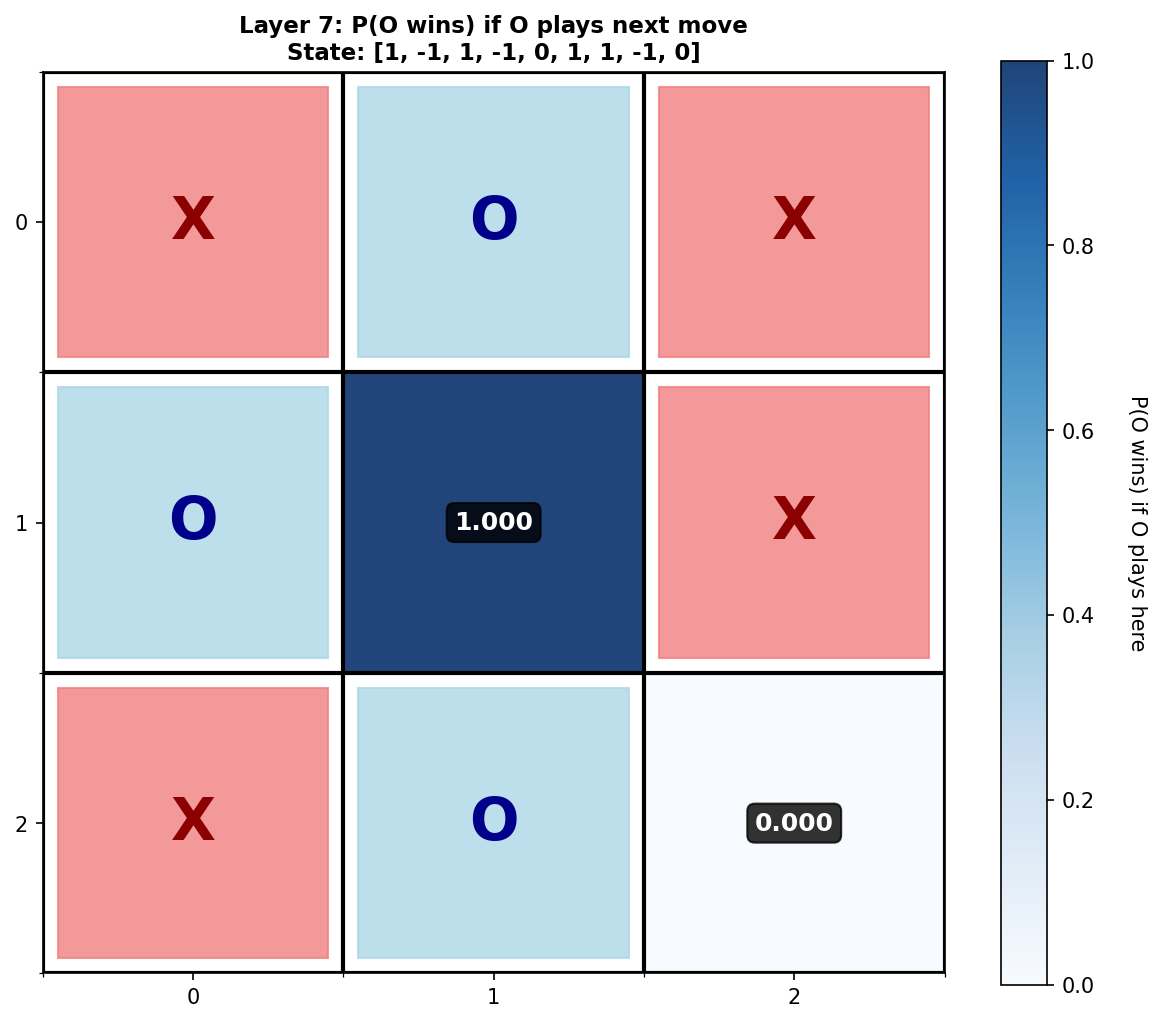 Layer 7: P(O wins) if O plays next move
State: [1, -1, 1, -1, 0, 1, 1, -1, 0]
X O X
O 1.000 X
X O 0.000
0
1
2
0 1 2
1.0
0.8
0.6
0.4
0.2
0.0
P(O wins) if O plays here